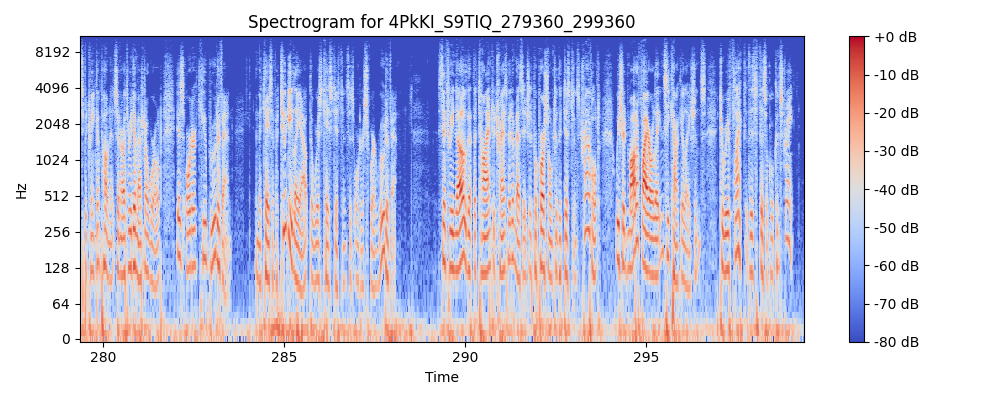 Spectrogram for 4PkKI_S9TIQ_279360_299360
8192
4096
2048
1024
512
256
128
64
0
Hz
280
285
290
295
Time
+0 dB
-10 dB
-20 dB
-30 dB
-40 dB
-50 dB
-60 dB
-70 dB
-80 dB